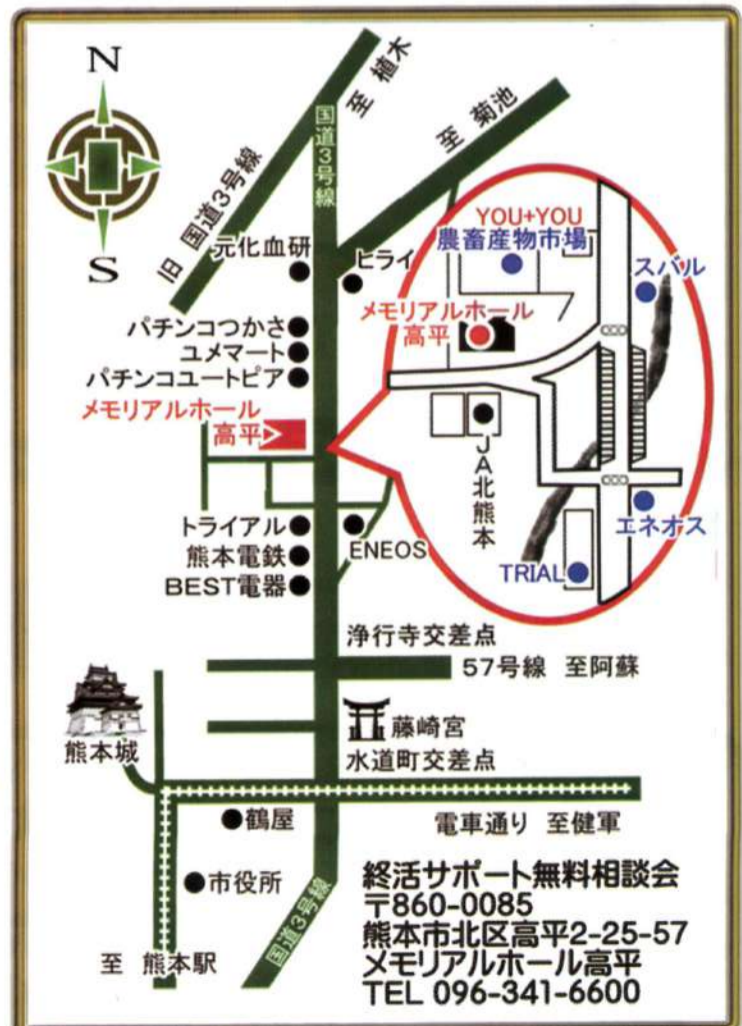 N
S
至 植木
国道3号線
至 菊池
旧 国道3号線
元化血研
ヒライ
パチンコつかさ
ユメマート
パチンコユートピア
メモリアルホール
高平
YOU+YOU
農畜産物市場
スバル
メモリアルホール
高平
JA北熊本
エネオス
TRIAL
トライアル
熊本電鉄
BEST電器
ENEOS
浄行寺交差点
57号線 至阿蘇
熊本城
藤崎宮
水道町交差点
鶴屋
電車通り 至健軍
市役所
国道3号線
至 熊本駅
終活サポート無料相談会
〒860-0085
熊本市北区高平2-25-57
メモリアルホール高平
TEL 096-341-6600